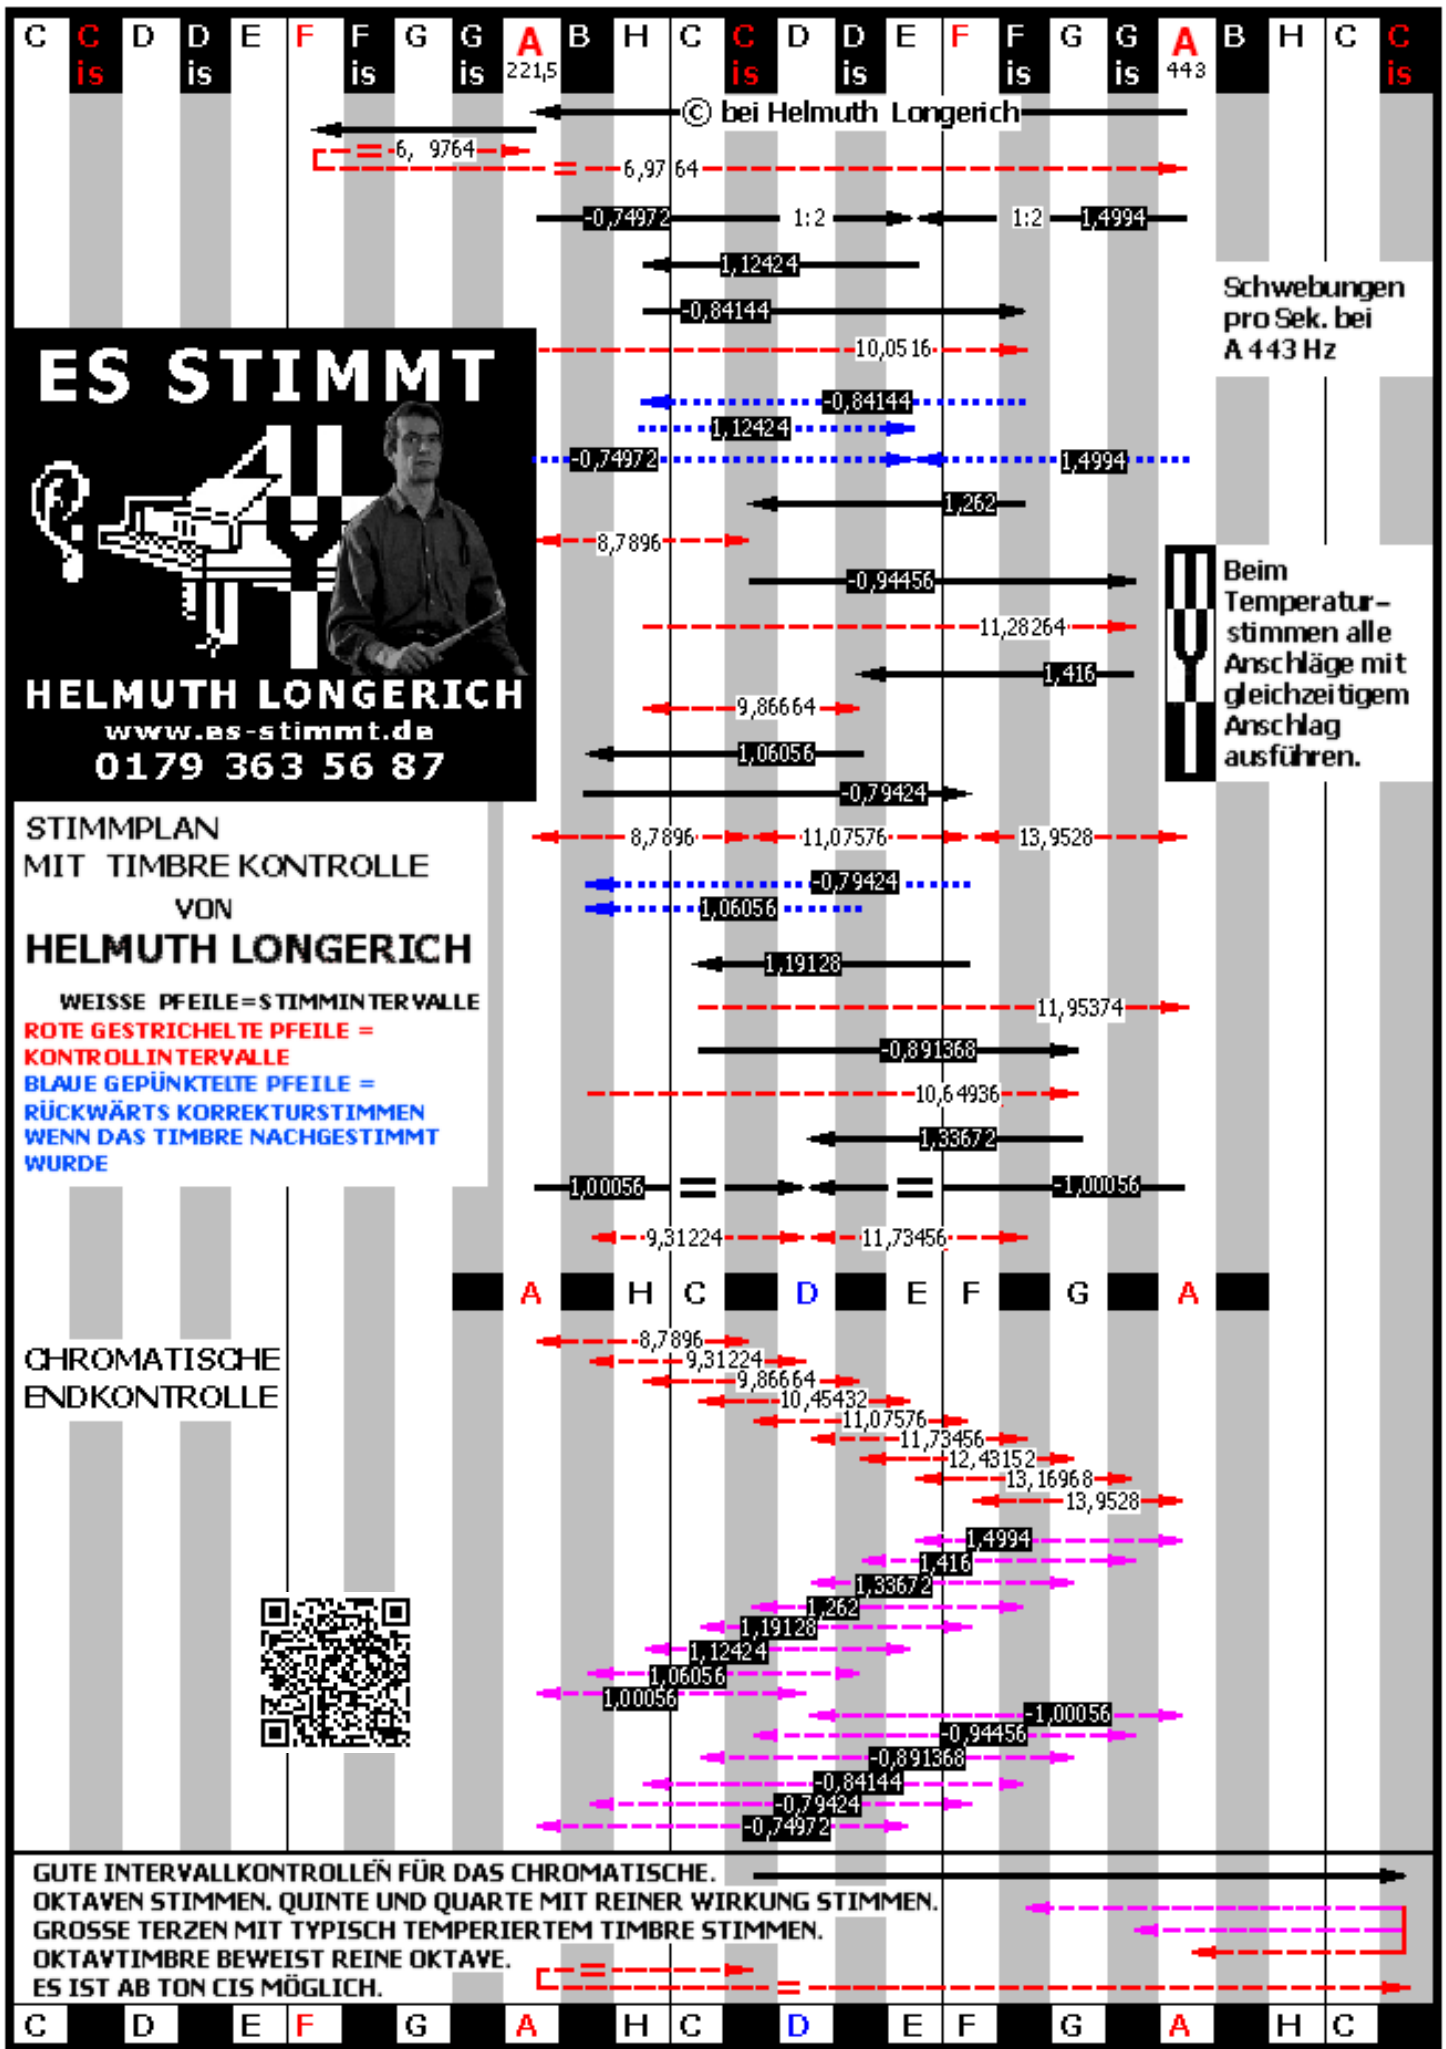 C Cis D Dis E F Fis G Gis A B H C Cis D Dis E F Fis G Gis A B H C Cis
221,5 443
© bei Helmuth Longerich
= 6, 9764
= 6,97 64
-0,74972 1:2 1:2 1,4994
1,12424
Schwebungen
pro Sek. bei
A 443 Hz
-0,84144
10,0516
ES STIMMT
-0,84144
1,12424
-0,74972 1,4994
1,262
8,7896
-0,94456
Beim
Temperatur-
stimmen alle
Anschläge mit
gleichzeitigem
Anschlag
ausführen.
11,28264
1,416
HELMUTH LONGERICH
9,86664
www.es-stimmt.de
1,06056
0179 363 56 87
-0,79424
STIMMPLAN
8,7896 11,07576 13,9528
MIT TIMBRE KONTROLLE
-0,79424
VON
1,06056
HELMUTH LONGERICH
1,19128
WEISSE PFEILE=STIMMINTERVALLE
11,95374
ROTE GESTRICHELTE PFEILE =
KONTROLLINTERVALLE
-0,891368
BLAUE GEPÜNKTELTE PFEILE =
10,64936
RÜCKWÄRTS KORREKTURSTIMMEN
WENN DAS TIMBRE NACHGESTIMMT
1,33672
WURDE
1,00056 = = -1,00056
9,31224 11,73456
A H C D E F G A
8,7896
CHROMATISCHE
ENDKONTROLLE
9,31224
9,86664
10,45432
11,07576
11,73456
12,43152
13,16968
13,9528
1,4994
1,416
1,33672
1,262
1,19128
1,12424
1,06056
1,00056
-1,00056
-0,94456
-0,891368
-0,84144
-0,79424
-0,74972
GUTE INTERVALLKONTROLLEN FÜR DAS CHROMATISCHE.
OKTAVEN STIMMEN. QUINTE UND QUARTE MIT REINER WIRKUNG STIMMEN.
GROSSE TERZEN MIT TYPISCH TEMPERIERTEM TIMBRE STIMMEN.
OKTAVTIMBRE BEWEIST REINE OKTAVE.
ES IST AB TON CIS MÖGLICH.
= =
C D E F G A H C D E F G A H C